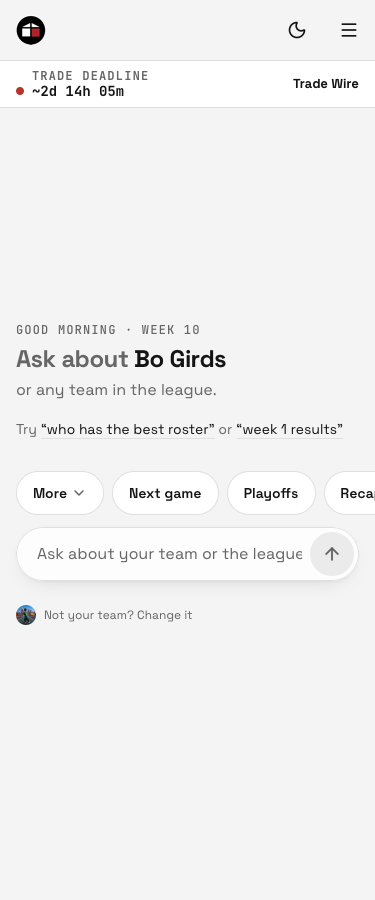 TRADE DEADLINE
~2d 14h 05m
Trade Wire
GOOD MORNING · WEEK 10
Ask about Bo Girds
or any team in the league.
Try “who has the best roster” or “week 1 results”
More
Next game
Playoffs
Ask about your team or the league
Not your team? Change it